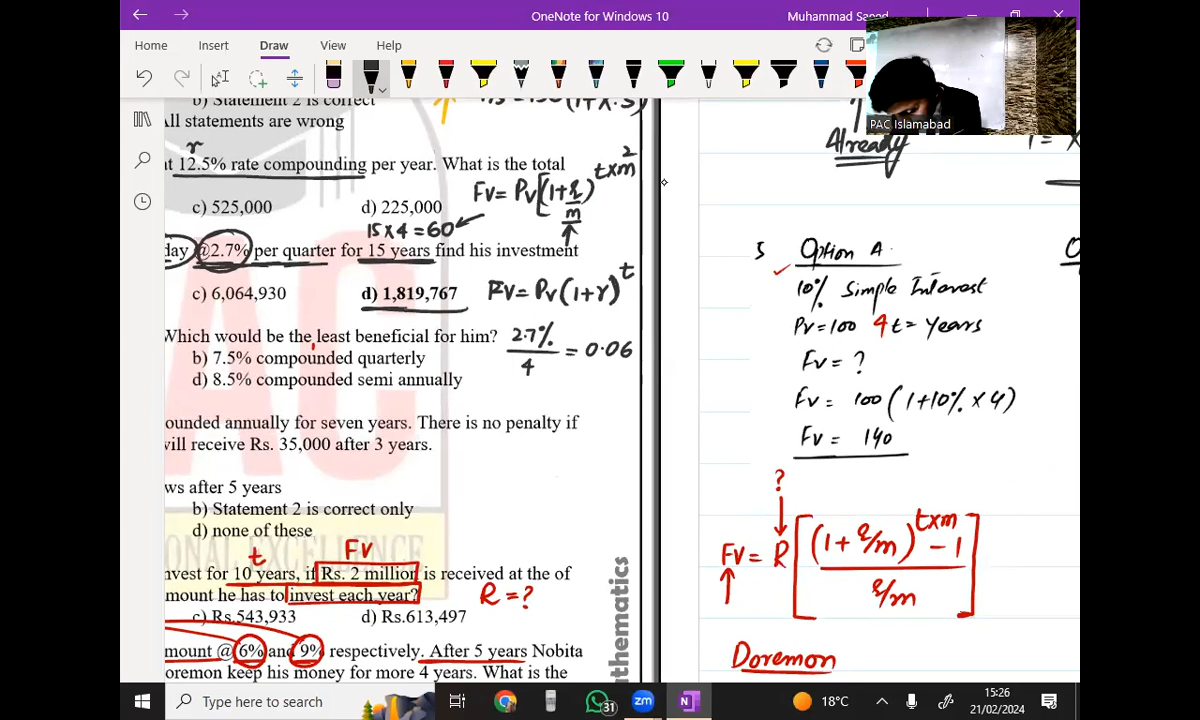 OneNote for Windows 10
Muhammad Saeed
Home Insert Draw View Help
PAC Islamabad
b) Statement 2 is correct
All statements are wrong
r
at 12.5% rate compounding per year. What is the total
c) 525,000 d) 225,000
FV = PV [1+r/m) txm 2
15 x 4 = 60
day @2.7% per quarter for 15 years find his investment
c) 6,064,930 d) 1,819,767
FV = PV (1+r) t
Which would be the least beneficial for him?
b) 7.5% compounded quarterly
d) 8.5% compounded semi annually
2.7% / 4 = 0.06
ounded annually for seven years. There is no penalty if
will receive Rs. 35,000 after 3 years.
ws after 5 years
b) Statement 2 is correct only
d) none of these
ONAL EXCELLENCE
t FV
nvest for 10 years, if Rs. 2 million is received at the of
mount he has to invest each year?
R = ?
c) Rs.543,933 d) Rs.613,497
mount @ 6% and 9% respectively. After 5 years Nobita
oremon keep his money for more 4 years. What is the
thematics
Already
5 Option A
10% Simple Interest
PV = 100 4 t = Years
FV = ?
FV = 100 (1+10% x 4)
FV = 140
?
FV = R [ (1 + r/m) txm - 1 / r/m ]
Doremon
Type here to search
31
zm
18°C
15:26
21/02/2024